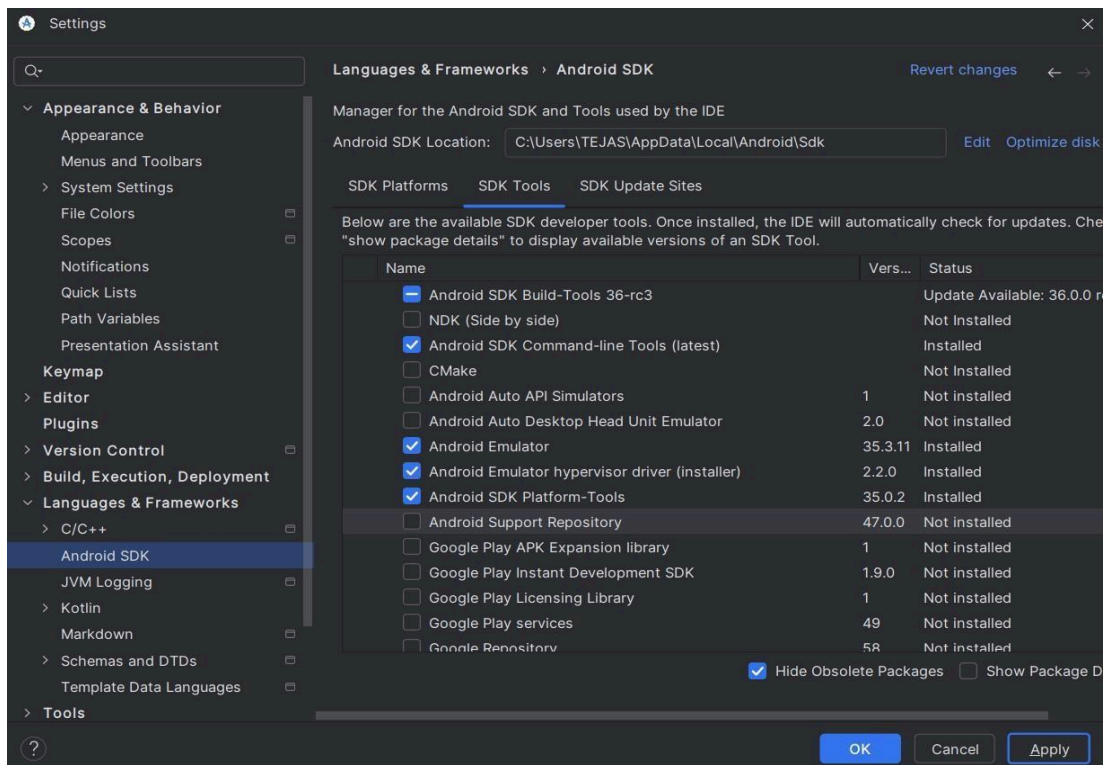 Settings
Languages & Frameworks › Android SDK
Revert changes
Manager for the Android SDK and Tools used by the IDE
Android SDK Location: C:\Users\TEJAS\AppData\Local\Android\Sdk Edit Optimize disk
SDK Platforms SDK Tools SDK Update Sites
Below are the available SDK developer tools. Once installed, the IDE will automatically check for updates. Che
"show package details" to display available versions of an SDK Tool.
Name Vers... Status
Android SDK Build-Tools 36-rc3 Update Available: 36.0.0 r
NDK (Side by side) Not Installed
Android SDK Command-line Tools (latest) Installed
CMake Not Installed
Android Auto API Simulators 1 Not installed
Android Auto Desktop Head Unit Emulator 2.0 Not installed
Android Emulator 35.3.11 Installed
Android Emulator hypervisor driver (installer) 2.2.0 Installed
Android SDK Platform-Tools 35.0.2 Installed
Android Support Repository 47.0.0 Not installed
Google Play APK Expansion library 1 Not installed
Google Play Instant Development SDK 1.9.0 Not installed
Google Play Licensing Library 1 Not installed
Google Play services 49 Not installed
Google Repository 58 Not installed
Hide Obsolete Packages Show Package D
Appearance & Behavior
Appearance
Menus and Toolbars
System Settings
File Colors
Scopes
Notifications
Quick Lists
Path Variables
Presentation Assistant
Keymap
Editor
Plugins
Version Control
Build, Execution, Deployment
Languages & Frameworks
C/C++
Android SDK
JVM Logging
Kotlin
Markdown
Schemas and DTDs
Template Data Languages
Tools
?
OK Cancel Apply